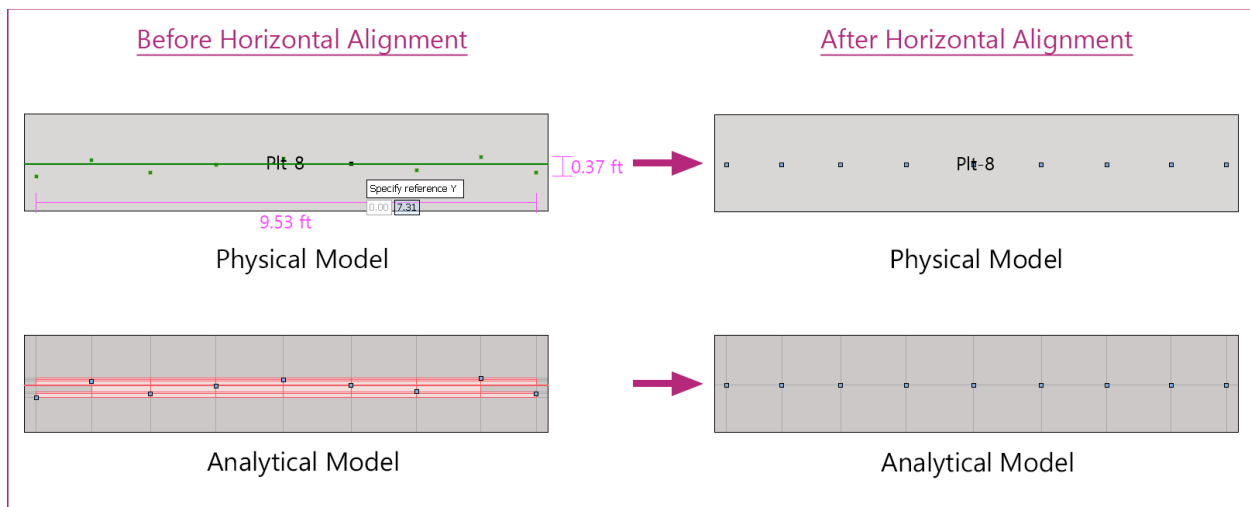 Before Horizontal Alignment
After Horizontal Alignment
Plt-8
0.37 ft
Plt-8
Specify reference Y
0.00 7.31
9.53 ft
Physical Model
Physical Model
Analytical Model
Analytical Model